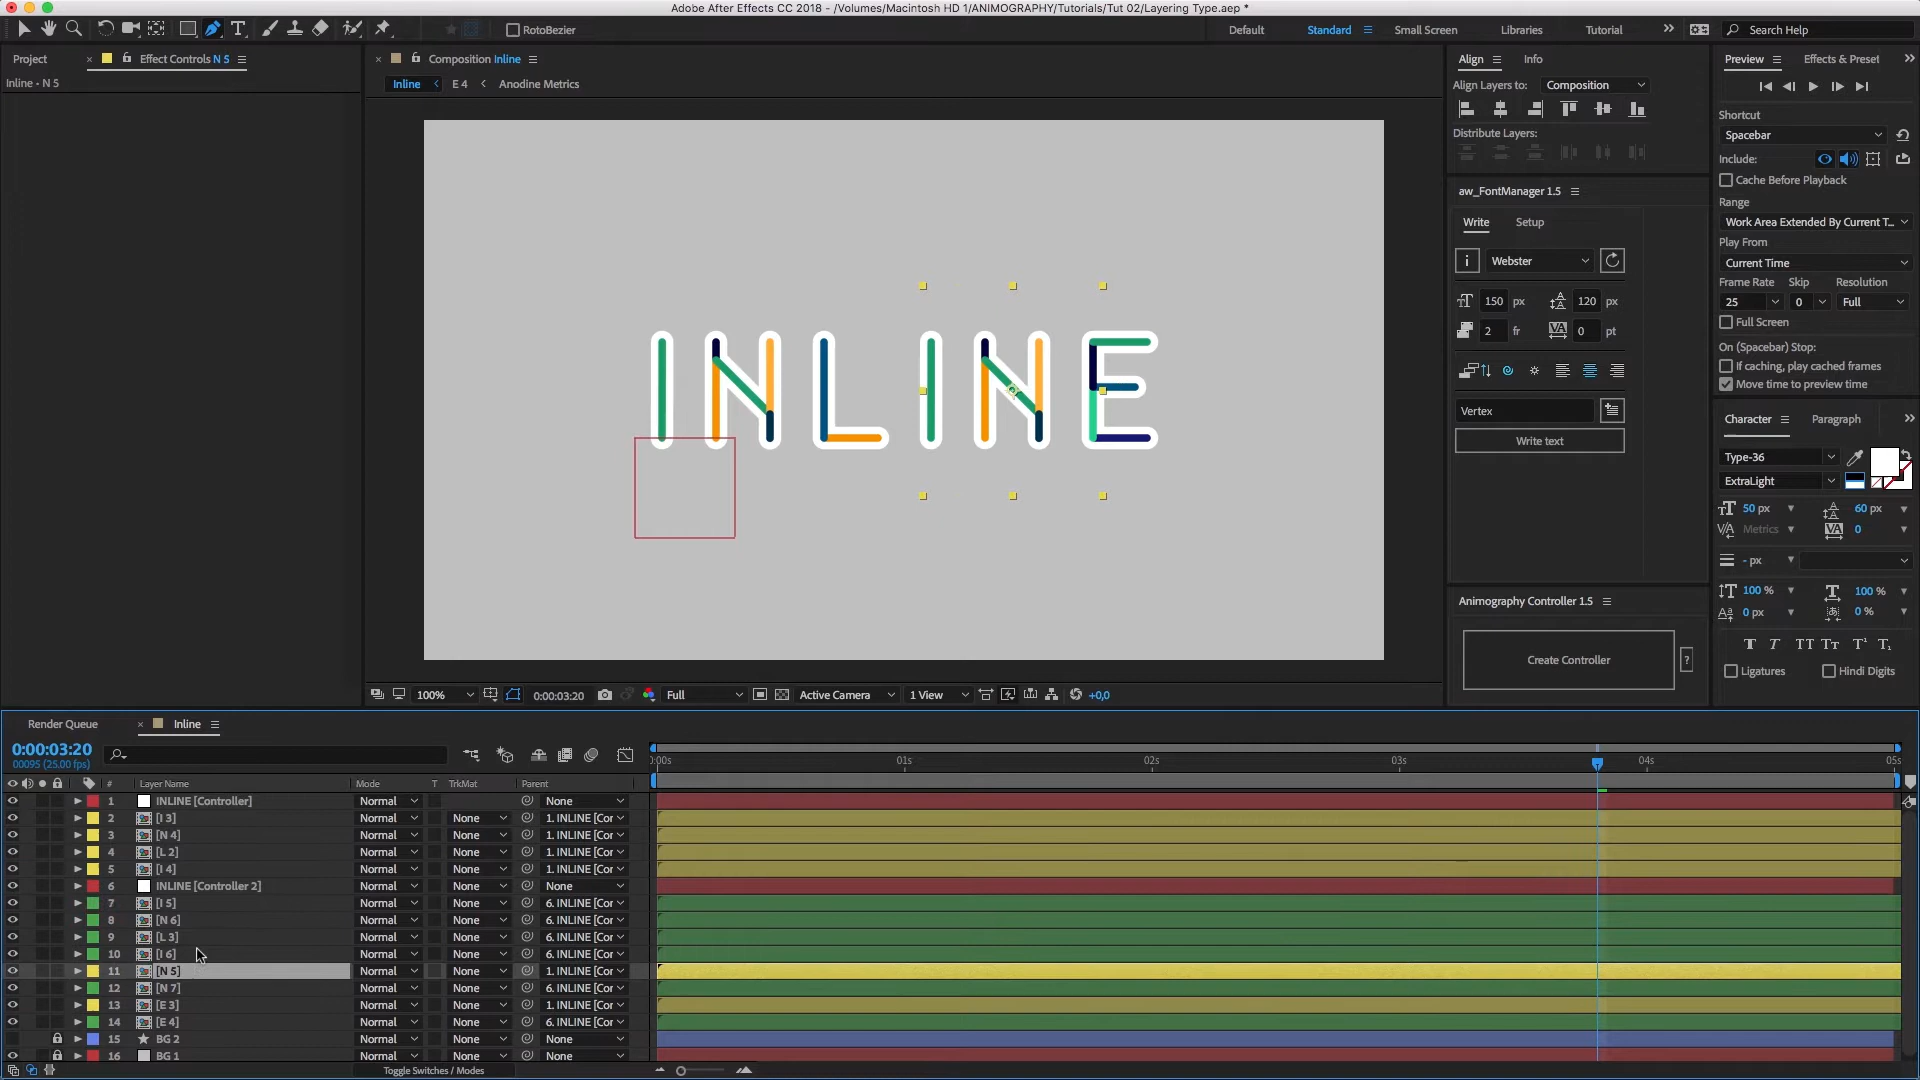 Adobe After Effects CC 2018 - /Volumes/Macintosh HD 1/ANIMOGRAPHY/Tutorials/Tut 02/Layering Type.aep *
RotoBezier
Default
Standard
Small Screen
Libraries
Tutorial
Search Help
Project
Effect Controls N 5
Inline • N 5
Composition Inline
Inline
E 4
Anodine Metrics
INLINE
100%
0:00:03:20
Full
Active Camera
1 View
+0,0
Align
Info
Align Layers to:
Composition
Distribute Layers:
aw_FontManager 1.5
Write
Setup
i
Webster
150 px
120 px
2 fr
0 pt
Vertex
Write text
Animography Controller 1.5
Create Controller
?
Preview
Effects & Preset
Shortcut
Spacebar
Include:
Cache Before Playback
Range
Work Area Extended By Current T...
Play From
Current Time
Frame Rate Skip Resolution
25 0 Full
Full Screen
On (Spacebar) Stop:
If caching, play cached frames
Move time to preview time
Character
Paragraph
Type-36
ExtraLight
50 px
60 px
Metrics
0
- px
100 %
100 %
0 px
0 %
T T TT Tт T¹ T₁
Ligatures
Hindi Digits
Render Queue
Inline
0:00:03:20
00095 (25.00 fps)
:00s 01s 02s 03s 04s 05s
# Layer Name Mode T TrkMat Parent
1 INLINE [Controller] Normal None
2 [I 3] Normal None 1. INLINE [Cor
3 [N 4] Normal None 1. INLINE [Cor
4 [L 2] Normal None 1. INLINE [Cor
5 [I 4] Normal None 1. INLINE [Cor
6 INLINE [Controller 2] Normal None None
7 [I 5] Normal None 6. INLINE [Cor
8 [N 6] Normal None 6. INLINE [Cor
9 [L 3] Normal None 6. INLINE [Cor
10 [I 6] Normal None 6. INLINE [Cor
11 [N 5] Normal None 1. INLINE [Cor
12 [N 7] Normal None 6. INLINE [Cor
13 [E 3] Normal None 1. INLINE [Cor
14 [E 4] Normal None 6. INLINE [Cor
15 BG 2 Normal None None
16 BG 1 Normal None None
Toggle Switches / Modes